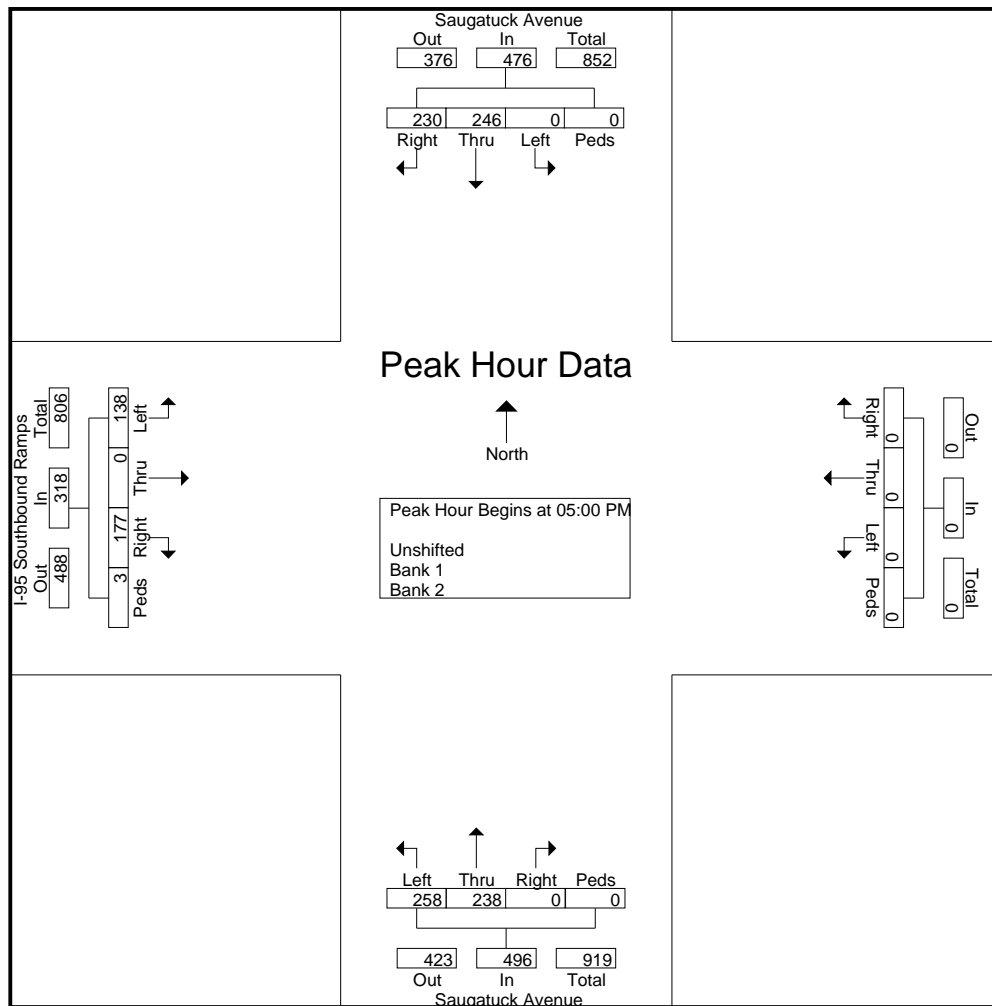 Saugatuck Avenue
Out In Total
376 476 852
230 246 0 0
Right Thru Left Peds
Peak Hour Data
North
Peak Hour Begins at 05:00 PM
Unshifted
Bank 1
Bank 2
I-95 Southbound Ramps
Out In Total
488 318 806
3 177 0 138
Peds Right Thru Left
Out In Total
0 0 0
0 0 0 0
Right Thru Left Peds
Left Thru Right Peds
258 238 0 0
423 496 919
Out In Total
Saugatuck Avenue